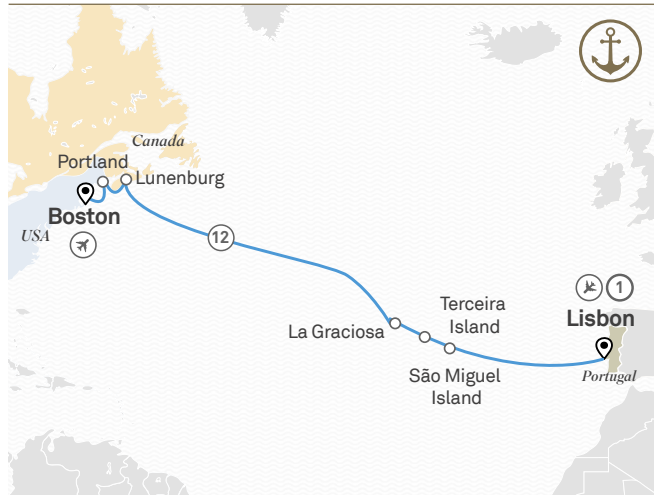 Canada
Portland
Lunenburg
Boston
USA
12
1
Terceira
Island
La Graciosa
Lisbon
São Miguel
Island
Portugal